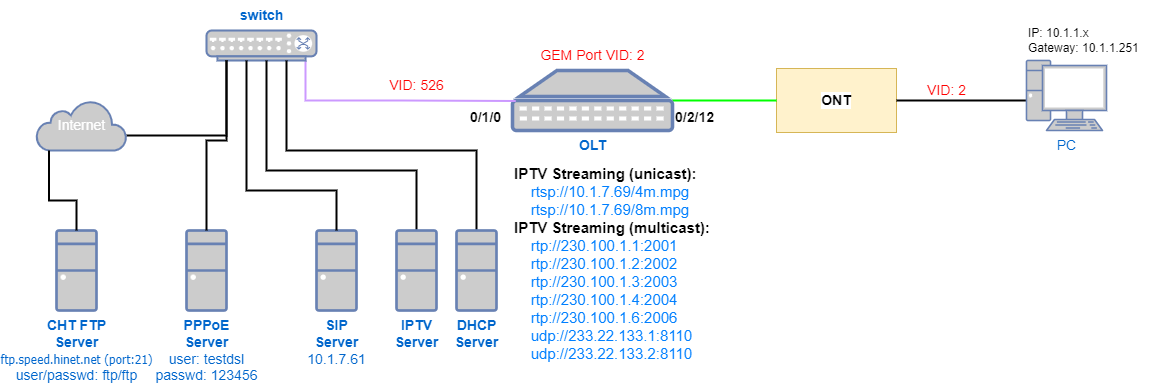 switch
IP: 10.1.1.x
Gateway: 10.1.1.251
GEM Port VID: 2
VID: 526
VID: 2
ONT
Internet
0/1/0
0/2/12
OLT
PC
IPTV Streaming (unicast):
rtsp://10.1.7.69/4m.mpg
rtsp://10.1.7.69/8m.mpg
IPTV Streaming (multicast):
rtp://230.100.1.1:2001
rtp://230.100.1.2:2002
rtp://230.100.1.3:2003
rtp://230.100.1.4:2004
rtp://230.100.1.6:2006
udp://233.22.133.1:8110
udp://233.22.133.2:8110
CHT FTP
Server
ftp.speed.hinet.net (port:21)
user/passwd: ftp/ftp
PPPoE
Server
user: testdsl
passwd: 123456
SIP
Server
10.1.7.61
IPTV
Server
DHCP
Server